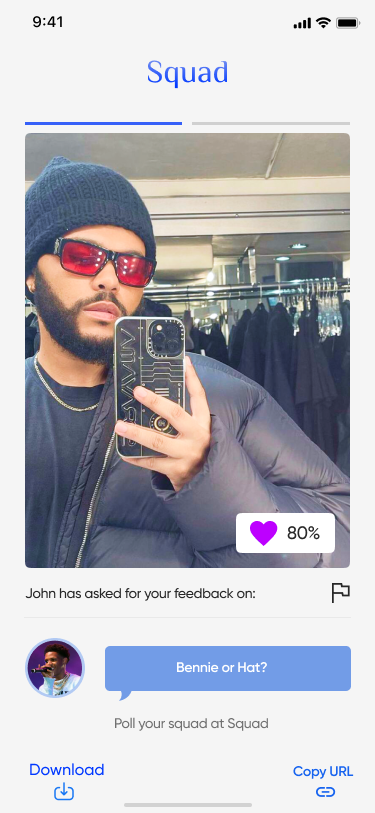 9:41
Squad
80%
John has asked for your feedback on:
Bennie or Hat?
Poll your squad at Squad
Download
Copy URL